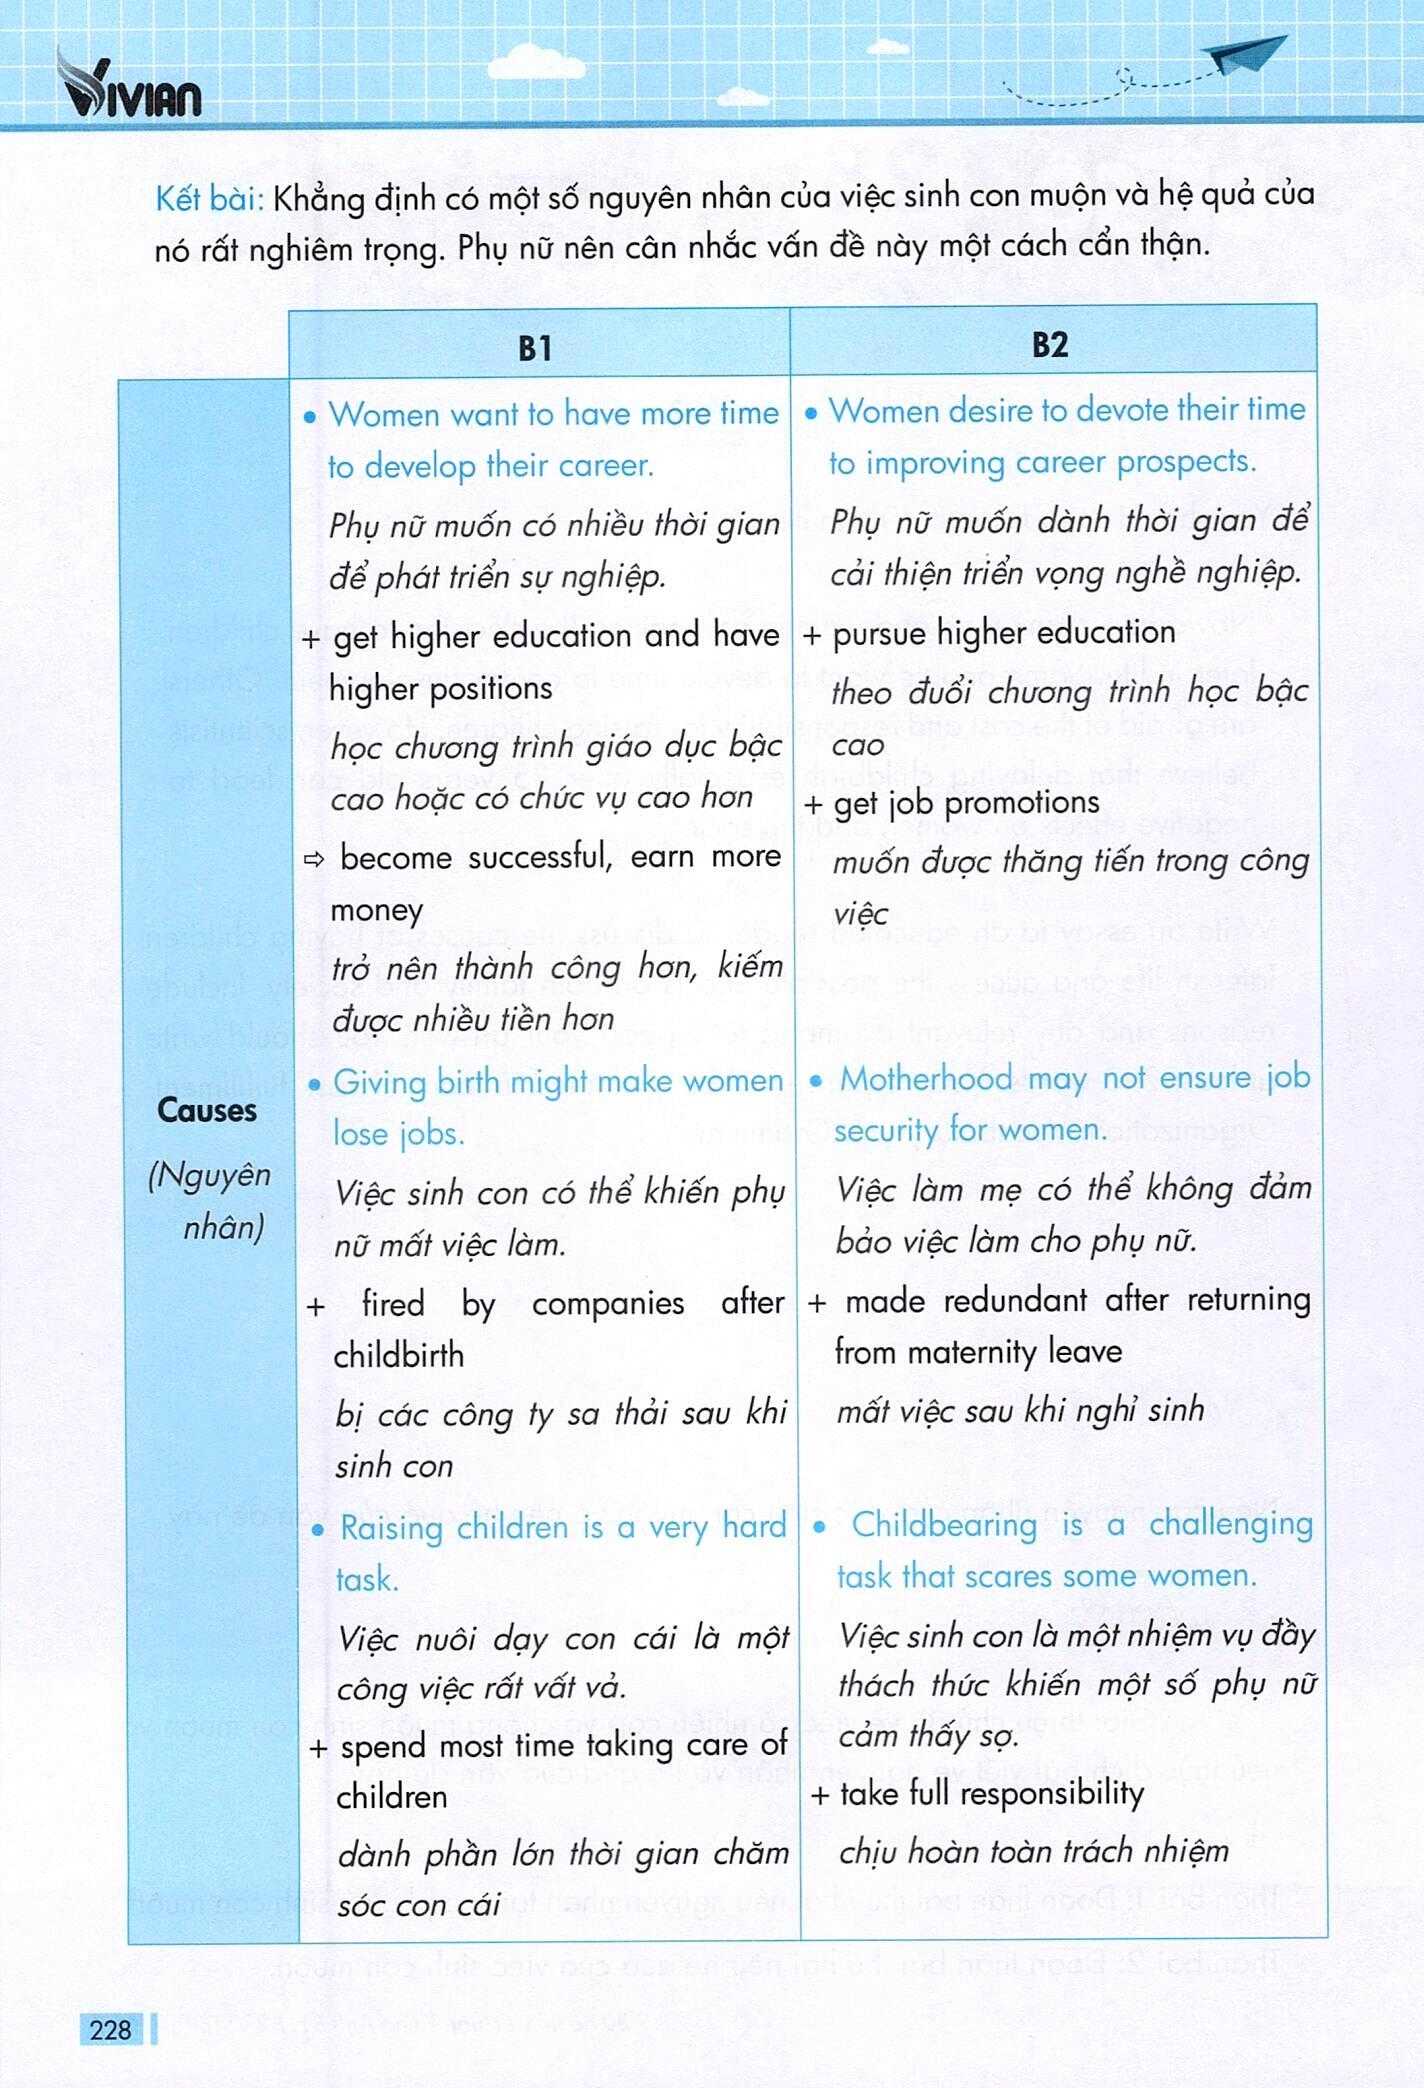 VIVIAN
Kết bài: Khẳng định có một số nguyên nhân của việc sinh con muộn và hệ quả của
nó rất nghiêm trọng. Phụ nữ nên cân nhắc vấn đề này một cách cẩn thận.
B1
B2
Causes
(Nguyên
nhân)
• Women want to have more time
to develop their career.
Phụ nữ muốn có nhiều thời gian
để phát triển sự nghiệp.
+ get higher education and have
higher positions
học chương trình giáo dục bậc
cao hoặc có chức vụ cao hơn
⇨ become successful, earn more
money
trở nên thành công hơn, kiếm
được nhiều tiền hơn
• Giving birth might make women
lose jobs.
Việc sinh con có thể khiến phụ
nữ mất việc làm.
+ fired by companies after
childbirth
bị các công ty sa thải sau khi
sinh con
• Raising children is a very hard
task.
Việc nuôi dạy con cái là một
công việc rất vất vả.
+ spend most time taking care of
children
dành phần lớn thời gian chăm
sóc con cái
• Women desire to devote their time
to improving career prospects.
Phụ nữ muốn dành thời gian để
cải thiện triển vọng nghề nghiệp.
+ pursue higher education
theo đuổi chương trình học bậc
cao
+ get job promotions
muốn được thăng tiến trong công
việc
• Motherhood may not ensure job
security for women.
Việc làm mẹ có thể không đảm
bảo việc làm cho phụ nữ.
+ made redundant after returning
from maternity leave
mất việc sau khi nghỉ sinh
• Childbearing is a challenging
task that scares some women.
Việc sinh con là một nhiệm vụ đầy
thách thức khiến một số phụ nữ
cảm thấy sợ.
+ take full responsibility
chịu hoàn toàn trách nhiệm
228